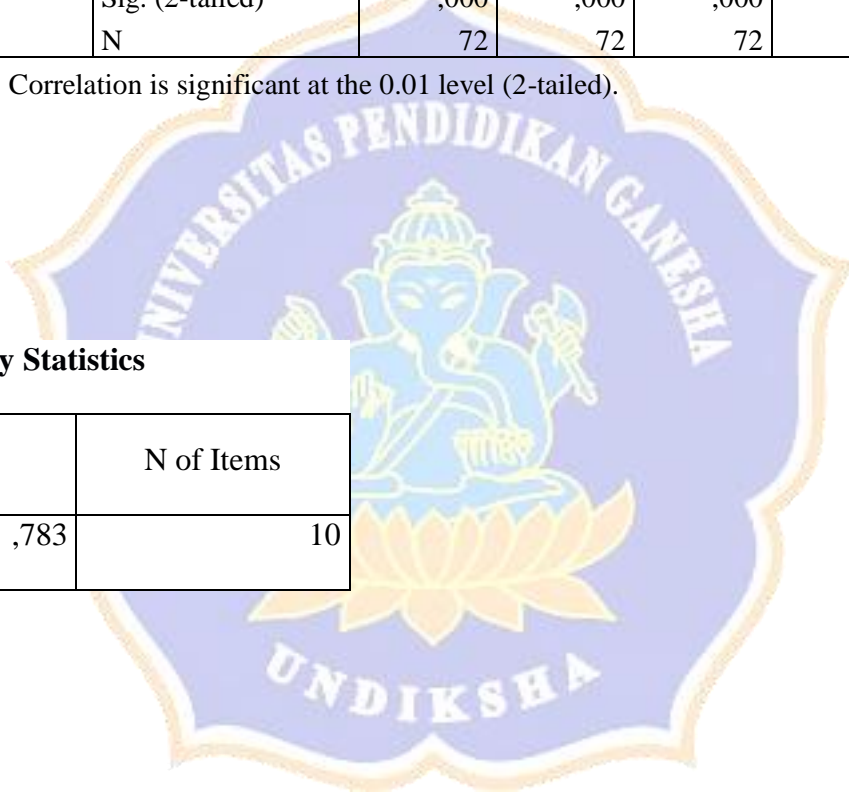 Sig. (2-tailed) ,000 ,000 ,000
N 72 72 72
Correlation is significant at the 0.01 level (2-tailed).
UNIVERSITAS PENDIDIKAN GANESHA
y Statistics
N of Items
,783 10
UNDIKSHA